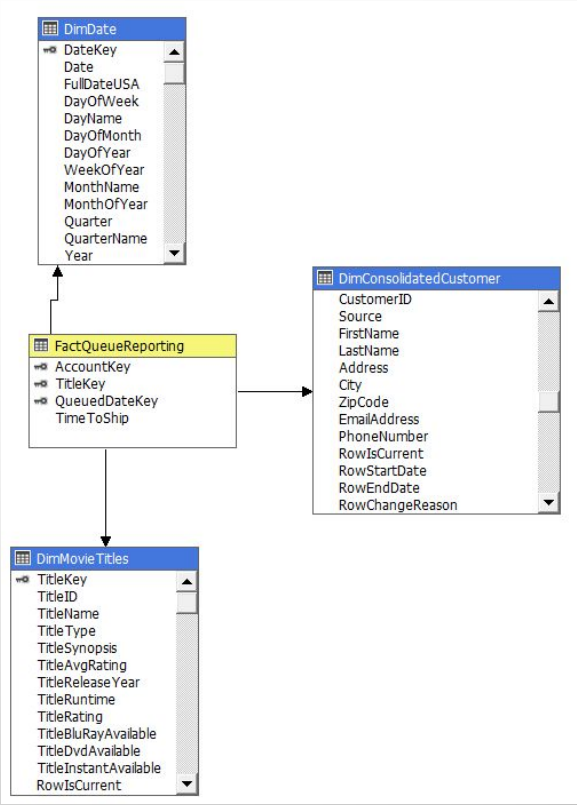 DimDate
DateKey
Date
FullDateUSA
DayOfWeek
DayName
DayOfMonth
DayOfYear
WeekOfYear
MonthName
MonthOfYear
Quarter
QuarterName
Year
DimConsolidatedCustomer
CustomerID
Source
FirstName
LastName
Address
City
ZipCode
EmailAddress
PhoneNumber
RowIsCurrent
RowStartDate
RowEndDate
RowChangeReason
FactQueueReporting
AccountKey
TitleKey
QueuedDateKey
TimeToShip
DimMovieTitles
TitleKey
TitleID
TitleName
TitleType
TitleSynopsis
TitleAvgRating
TitleReleaseYear
TitleRuntime
TitleRating
TitleBluRayAvailable
TitleDvdAvailable
TitleInstantAvailable
RowIsCurrent